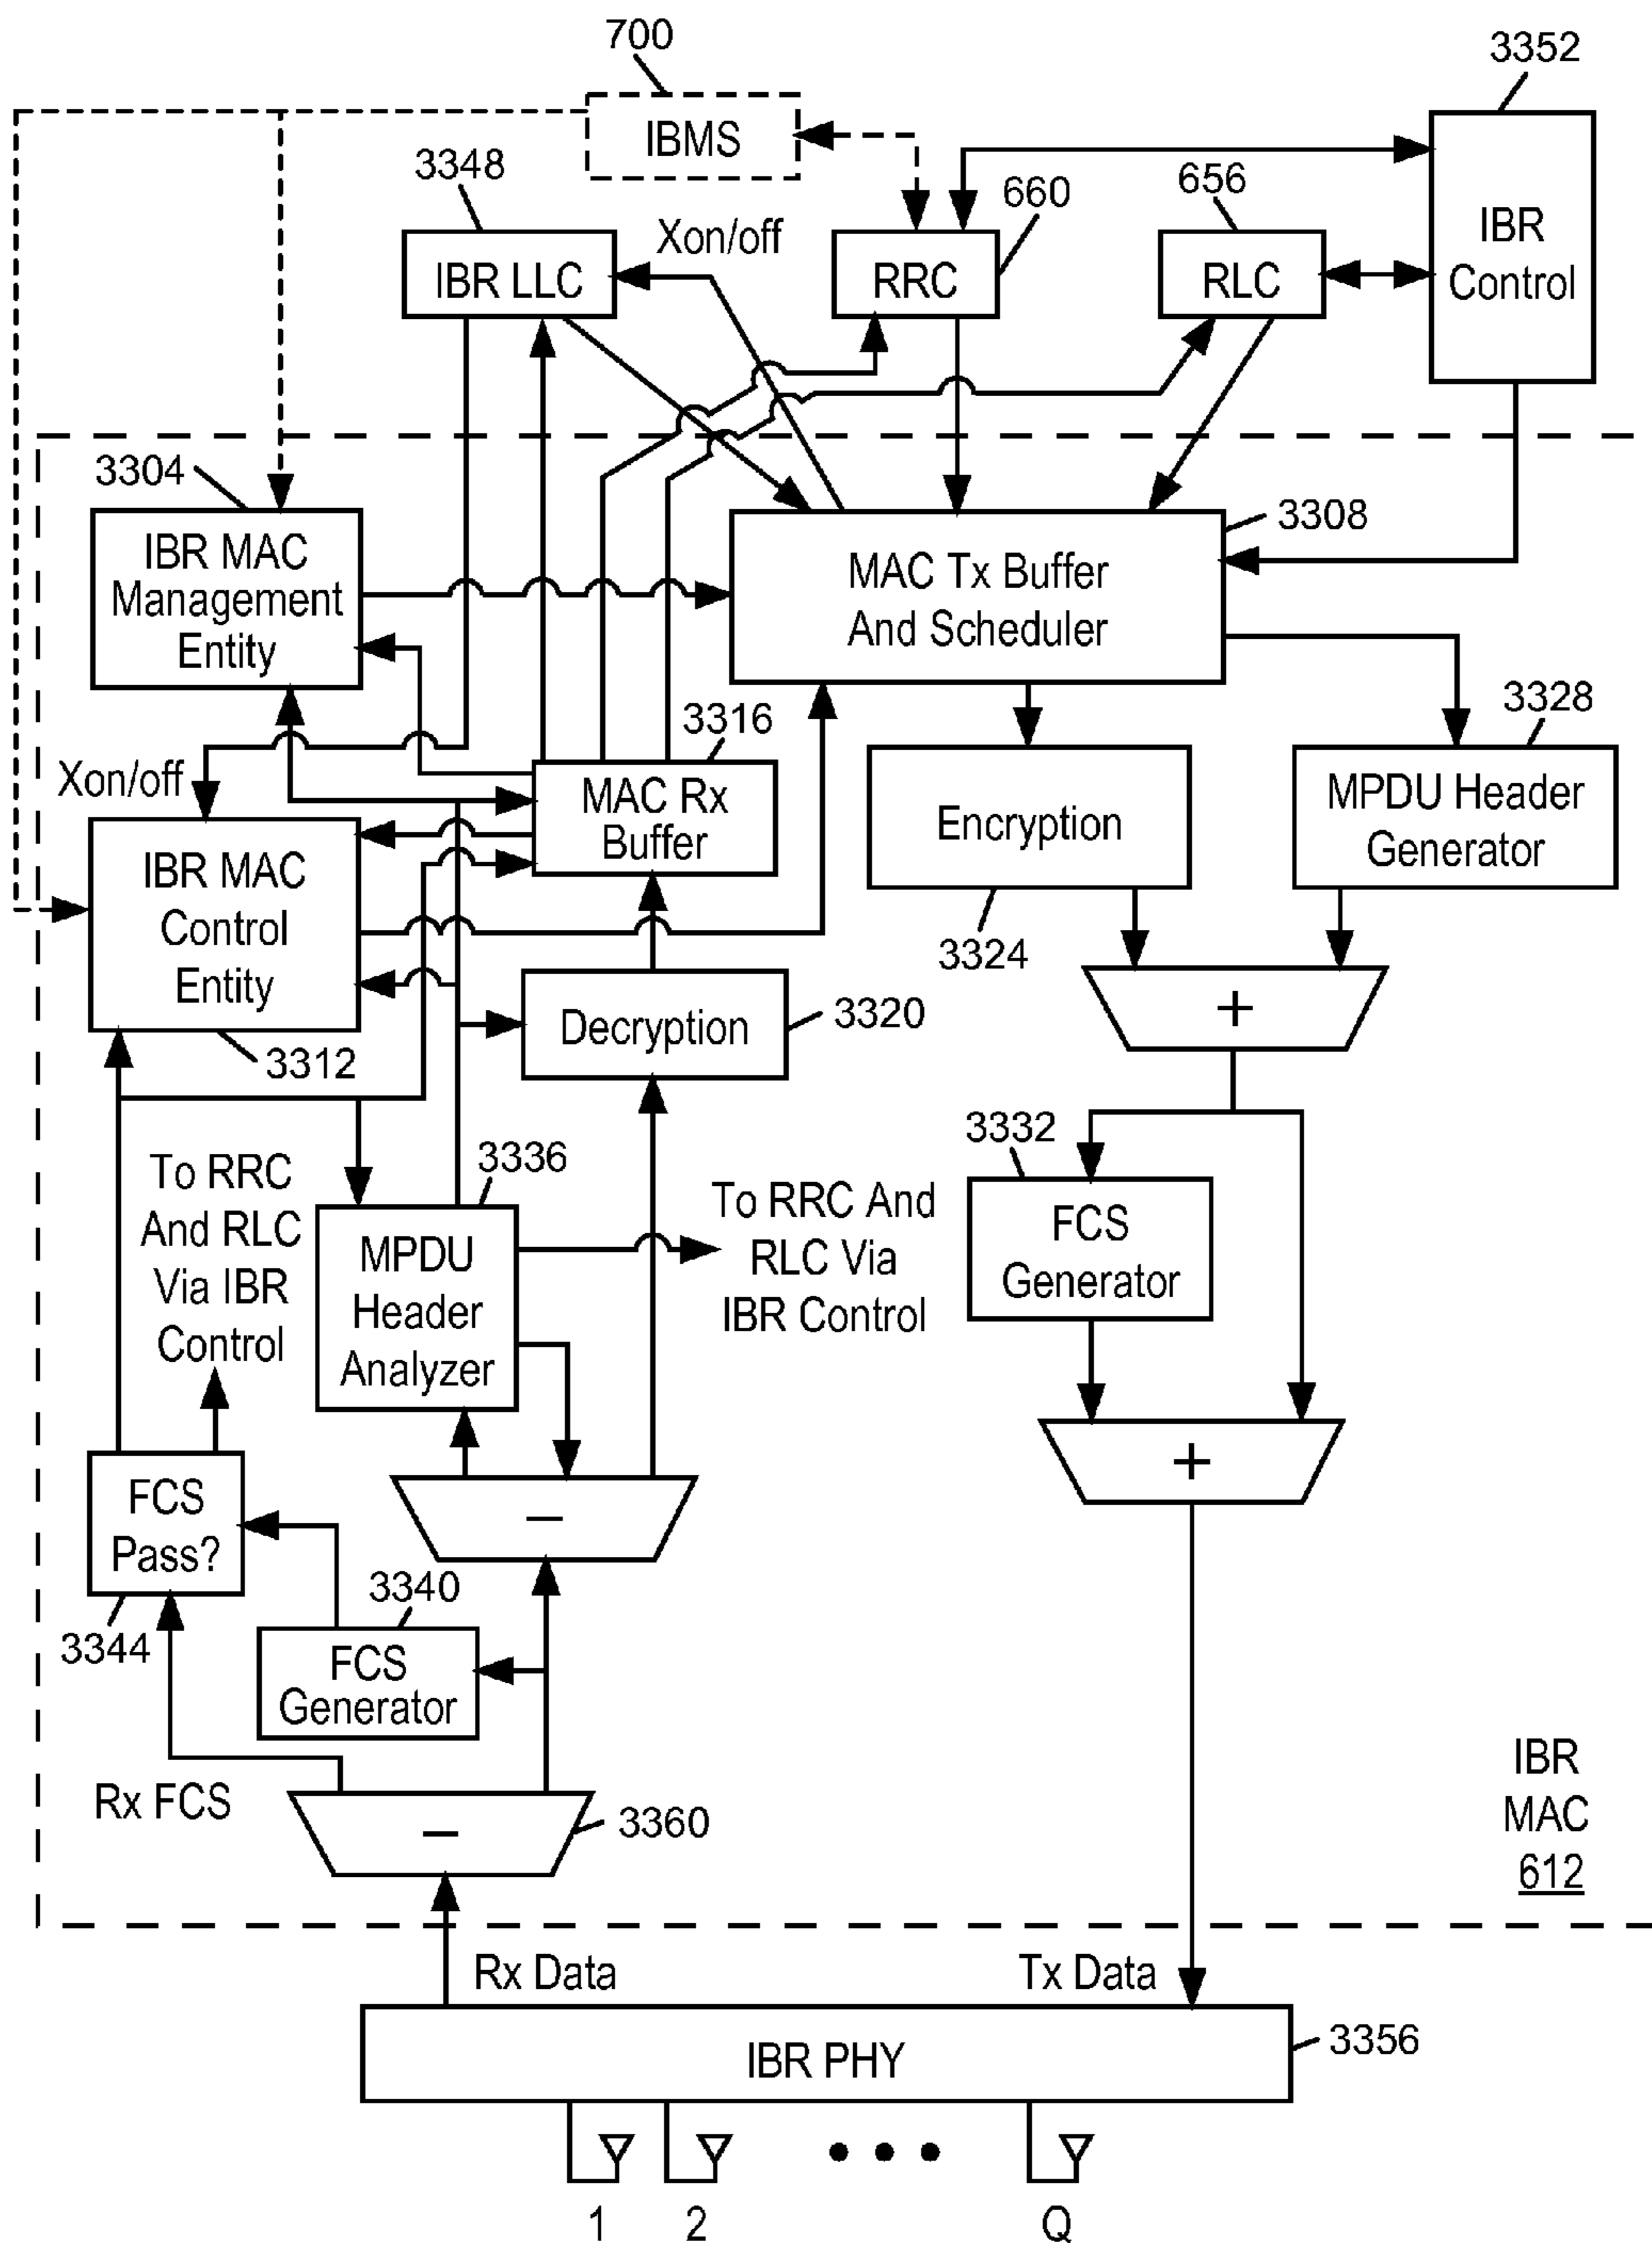 700
3352
IBMS
3348
656
660
Xon/off
IBR
Control
IBR LLC
RRC
RLC
3304
3308
IBR MAC
Management
Entity
MAC Tx Buffer
And Scheduler
3316
3328
Xon/off
MAC Rx
Buffer
Encryption
MPDU Header
Generator
IBR MAC
Control
Entity
3324
+
Decryption
3320
3312
3332
3336
To RRC
And RLC
Via IBR
Control
To RRC And
RLC Via
IBR Control
FCS
Generator
MPDU
Header
Analyzer
+
FCS
Pass?
–
3340
3344
FCS
Generator
Rx FCS
–
3360
IBR
MAC
612
Rx Data
Tx Data
3356
IBR PHY
• • •
1
2
Q